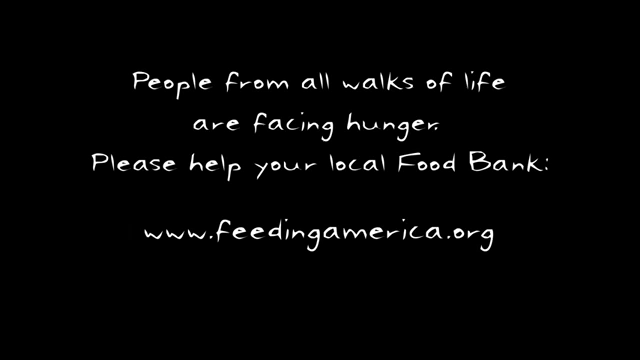 People from all walks of life
are facing hunger.
Please help your local Food Bank:
www.feedingamerica.org